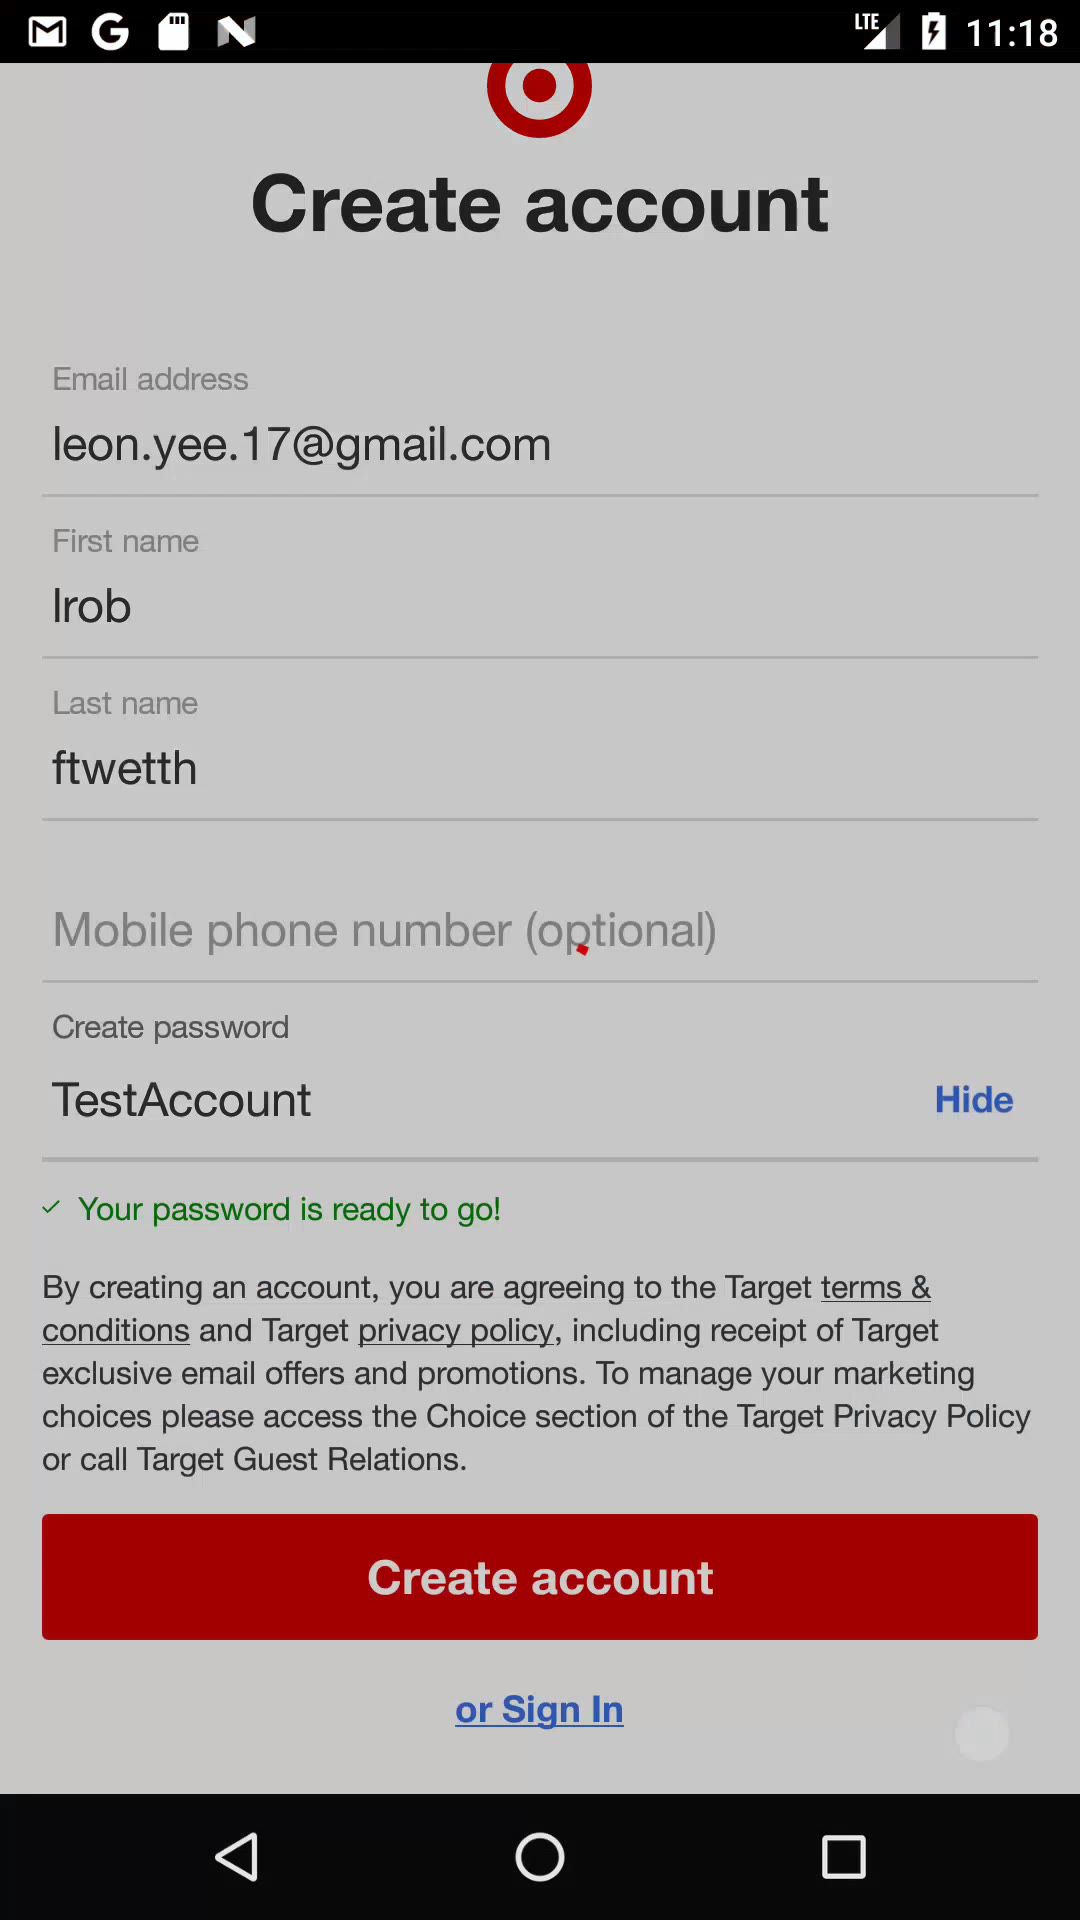 LTE 11:18
Create account
Email address
leon.yee.17@gmail.com
First name
lrob
Last name
ftwetth
Mobile phone number (optional)
Create password
TestAccount
Hide
Your password is ready to go!
By creating an account, you are agreeing to the Target terms &
conditions and Target privacy policy, including receipt of Target
exclusive email offers and promotions. To manage your marketing
choices please access the Choice section of the Target Privacy Policy
or call Target Guest Relations.
Create account
or Sign In